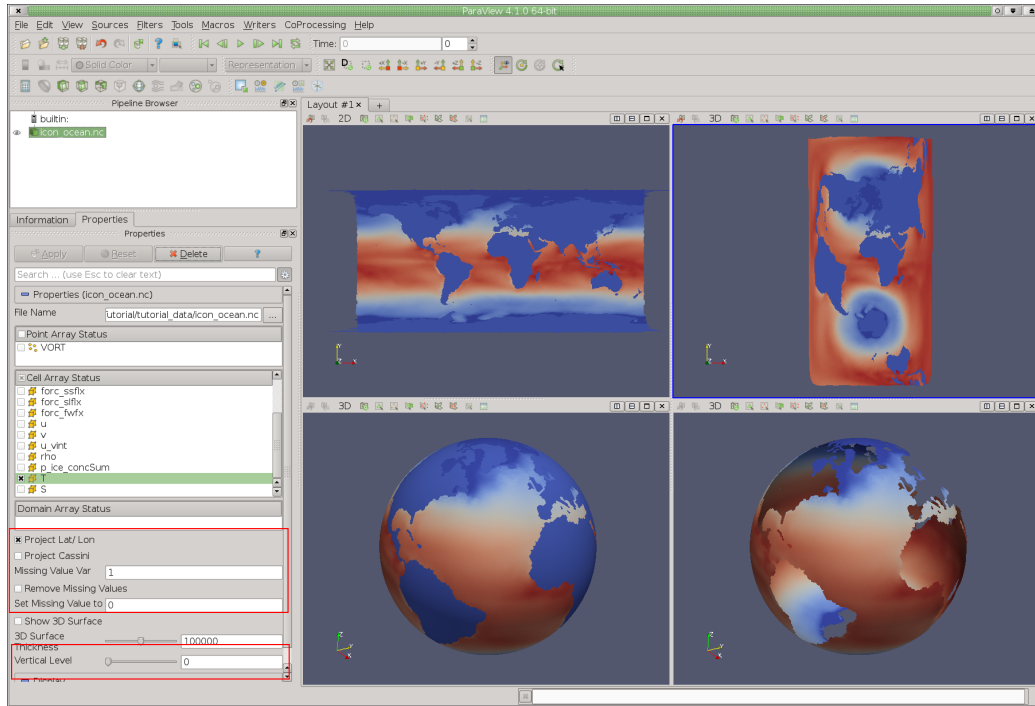 ParaView 4.1.0 64-bit
File Edit View Sources Filters Tools Macros Writers CoProcessing Help
Time: 0 0
Solid Color Representation
Pipeline Browser
builtin:
icon_ocean.nc
Layout #1 +
2D
3D
Information Properties
Properties
Apply Reset Delete ?
Search ... (use Esc to clear text)
Properties (icon_ocean.nc)
File Name utorial/tutorial_data/icon_ocean.nc ...
Point Array Status
VORT
Cell Array Status
forc_ssflx
forc_slflx
forc_fwfx
u
v
u_vint
rho
p_ice_concSum
T
S
Domain Array Status
Project Lat/ Lon
Project Cassini
Missing Value Var 1
Remove Missing Values
Set Missing Value to 0
Show 3D Surface
3D Surface
Thickness 100000
Vertical Level 0
Display
3D
3D